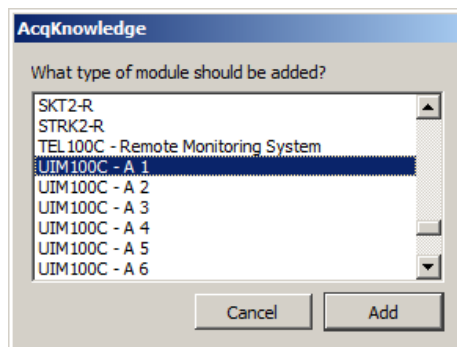 AcqKnowledge
What type of module should be added?
SKT2-R
STRK2-R
TEL100C - Remote Monitoring System
UIM100C - A 1
UIM100C - A 2
UIM100C - A 3
UIM100C - A 4
UIM100C - A 5
UIM100C - A 6
Cancel Add